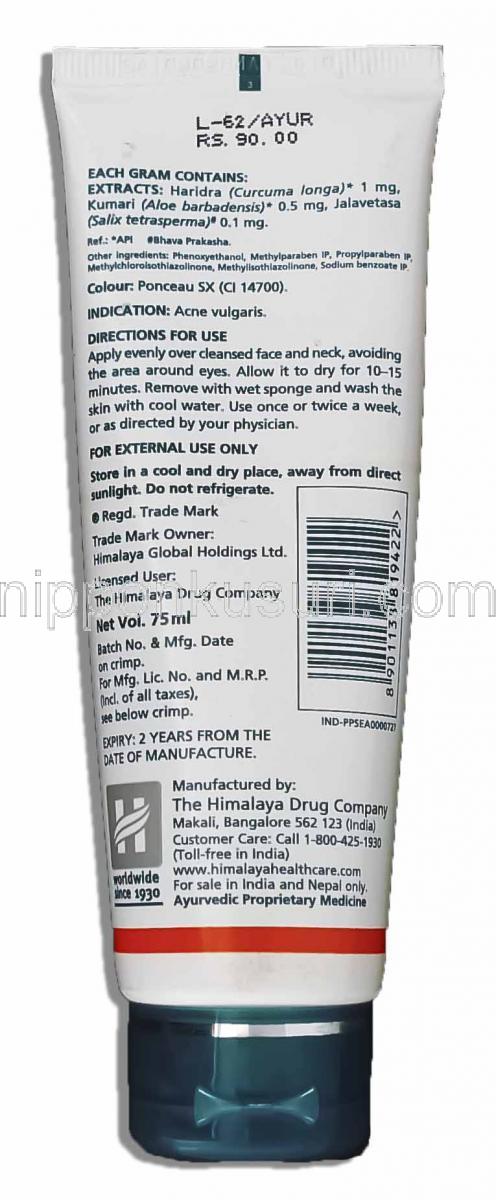 3
L-62/AYUR
RS. 90.00
EACH GRAM CONTAINS:
EXTRACTS: Haridra (Curcuma longa)* 1 mg,
Kumari (Aloe barbadensis)* 0.5 mg, Jalavetasa
(Salix tetrasperma)# 0.1 mg.
Ref.: *API #Bhava Prakasha.
Other ingredients: Phenoxyethanol, Methylparaben IP, Propylparaben IP,
Methylchloroisothiazolinone, Methylisothiazolinone, Sodium benzoate IP.
Colour: Ponceau SX (CI 14700).
INDICATION: Acne vulgaris.
DIRECTIONS FOR USE
Apply evenly over cleansed face and neck, avoiding
the area around eyes. Allow it to dry for 10–15
minutes. Remove with wet sponge and wash the
skin with cool water. Use once or twice a week,
or as directed by your physician.
FOR EXTERNAL USE ONLY
Store in a cool and dry place, away from direct
sunlight. Do not refrigerate.
® Regd. Trade Mark
Trade Mark Owner:
Himalaya Global Holdings Ltd.
Licensed User:
The Himalaya Drug Company
nipponkusuri.com
Net Vol. 75 ml
Batch No. & Mfg. Date
on crimp.
For Mfg. Lic. No. and M.R.P.
(Incl. of all taxes),
see below crimp.
8901138819422>
IND-PPSEA0000727
EXPIRY: 2 YEARS FROM THE
DATE OF MANUFACTURE.
Manufactured by:
The Himalaya Drug Company
Makali, Bangalore 562 123 (India)
Customer Care: Call 1-800-425-1930
(Toll-free in India)
www.himalayahealthcare.com
For sale in India and Nepal only.
Ayurvedic Proprietary Medicine
worldwide
since 1930